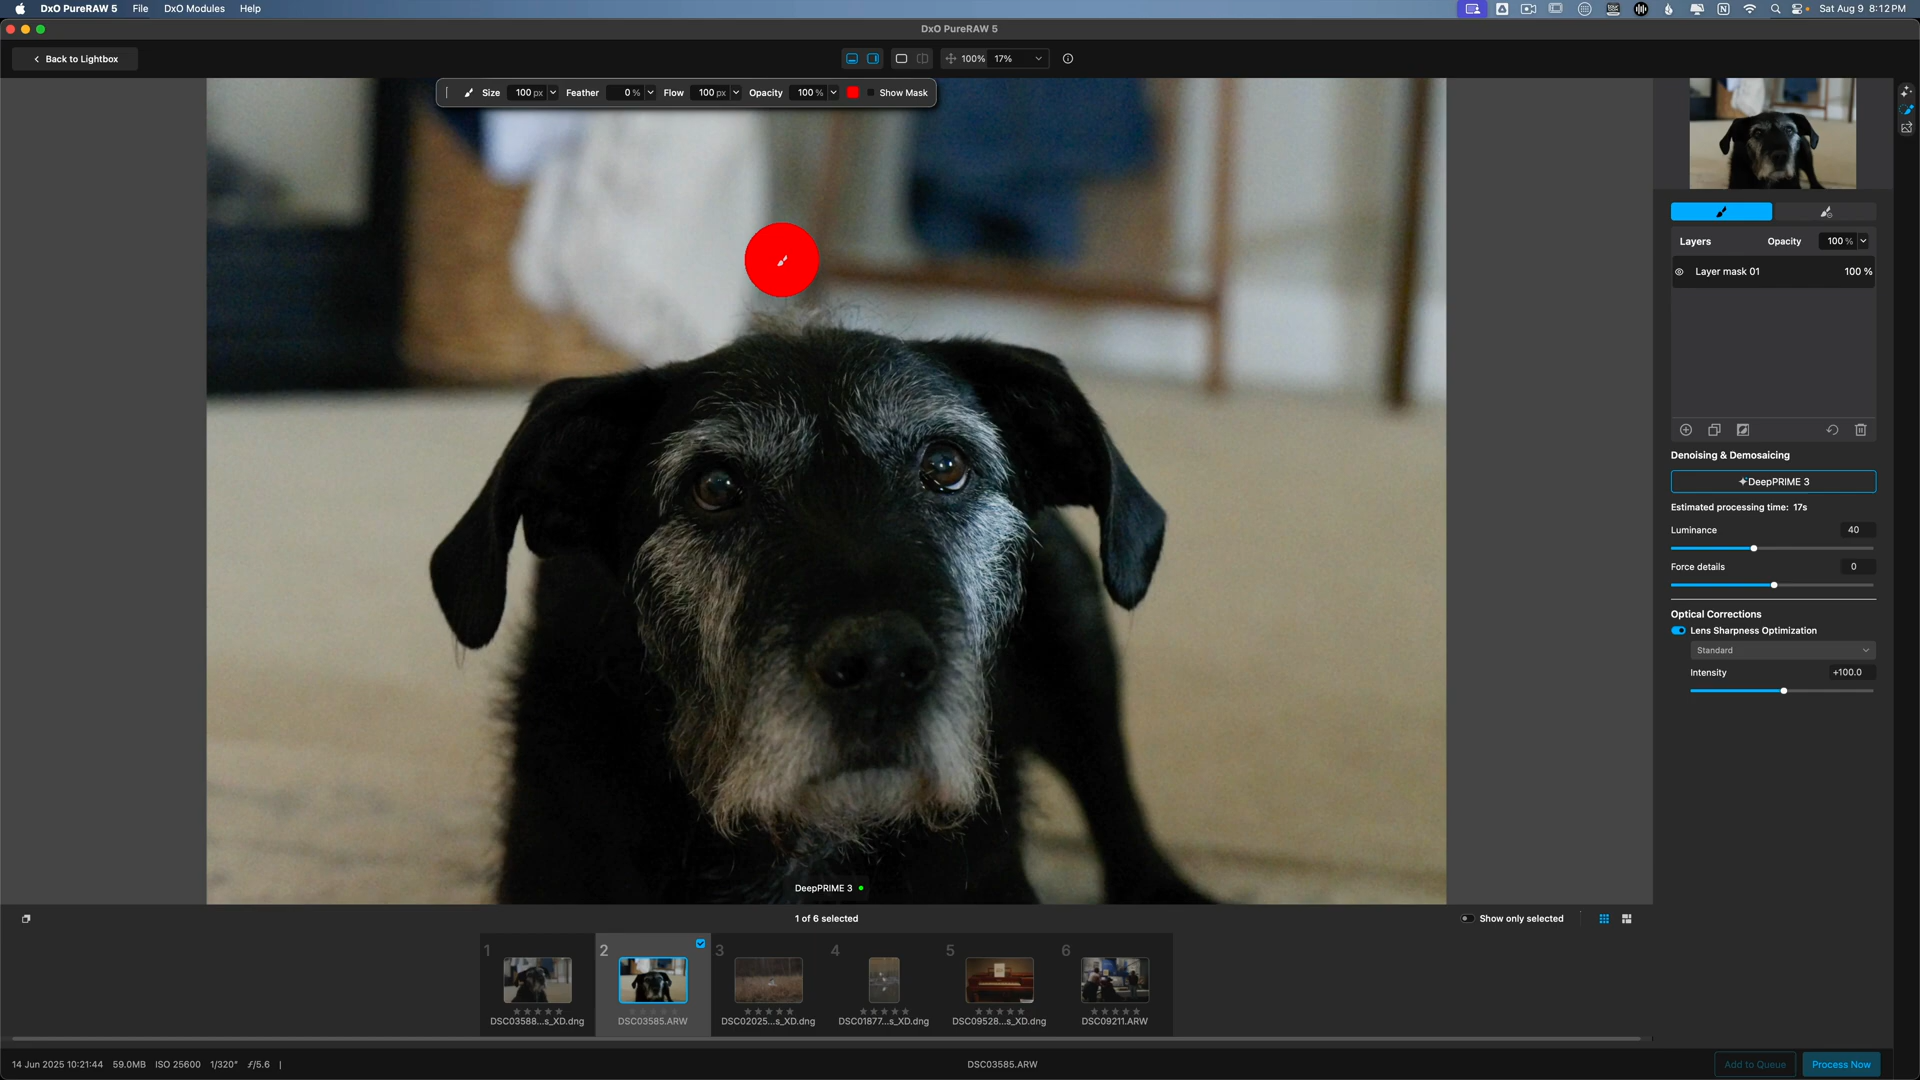 DxO PureRAW 5 File DxO Modules Help Sat Aug 9 8:12 PM
DxO PureRAW 5
Back to Lightbox 100% 17%
Size 100 px Feather 0 % Flow 100 px Opacity 100 % Show Mask
Layers Opacity 100 %
Layer mask 01 100 %
Denoising & Demosaicing
DeepPRIME 3
Estimated processing time: 17s
Luminance 40
Force details 0
Optical Corrections
Lens Sharpness Optimization
Standard
Intensity +100.0
DeepPRIME 3
1 of 6 selected Show only selected
1 2 3 4 5 6
DSC03588...s_XD.dng DSC03585.ARW DSC02025...s_XD.dng DSC01877...s_XD.dng DSC09528...s_XD.dng DSC09211.ARW
14 Jun 2025 10:21:44 59.0MB ISO 25600 1/320" ƒ/5.6 | DSC03585.ARW Add to Queue Process Now